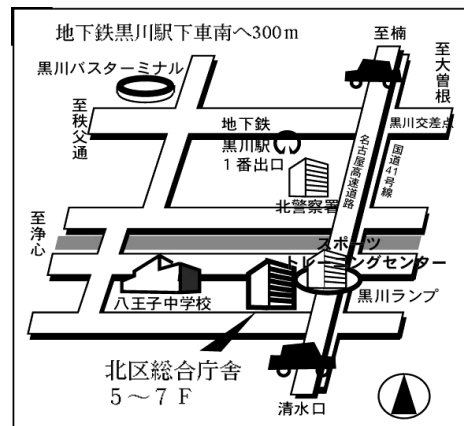 地下鉄黒川駅下車南へ300m
至楠
至大曽根
黒川バスターミナル
至秩父通
地下鉄
黒川駅
1番出口
黒川交差点
名古屋高速道路
国道41号線
北警察署
至浄心
スポーツ
トレーニングセンター
八王子中学校
黒川ランプ
北区総合庁舎
5～7F
清水口